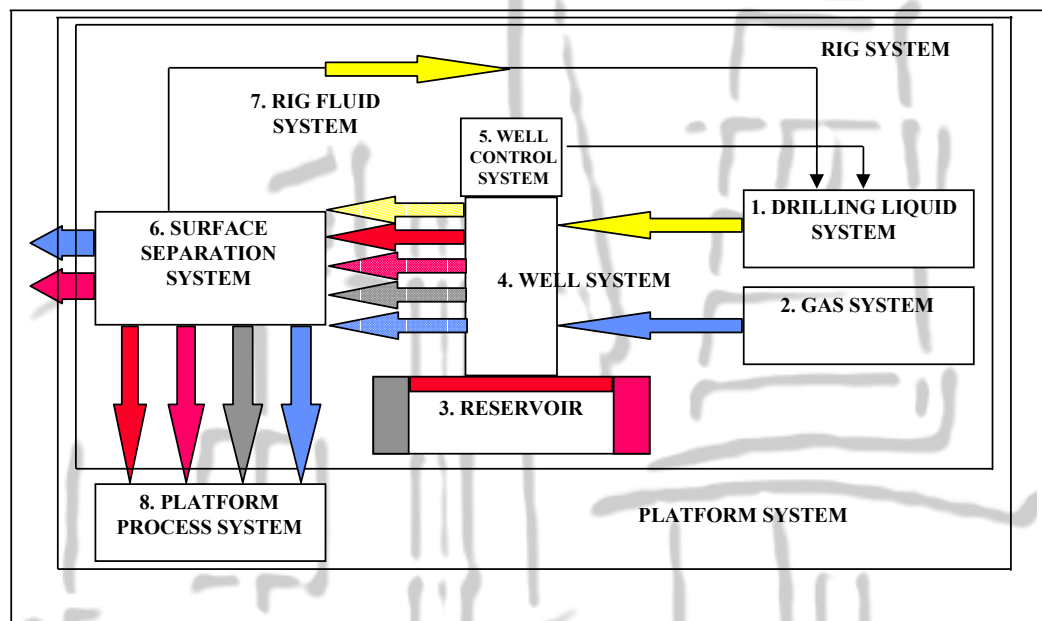 RIG SYSTEM
7. RIG FLUID
SYSTEM
5. WELL
CONTROL
SYSTEM
1. DRILLING LIQUID
SYSTEM
6. SURFACE
SEPARATION
SYSTEM
4. WELL SYSTEM
2. GAS SYSTEM
3. RESERVOIR
8. PLATFORM
PROCESS SYSTEM
PLATFORM SYSTEM